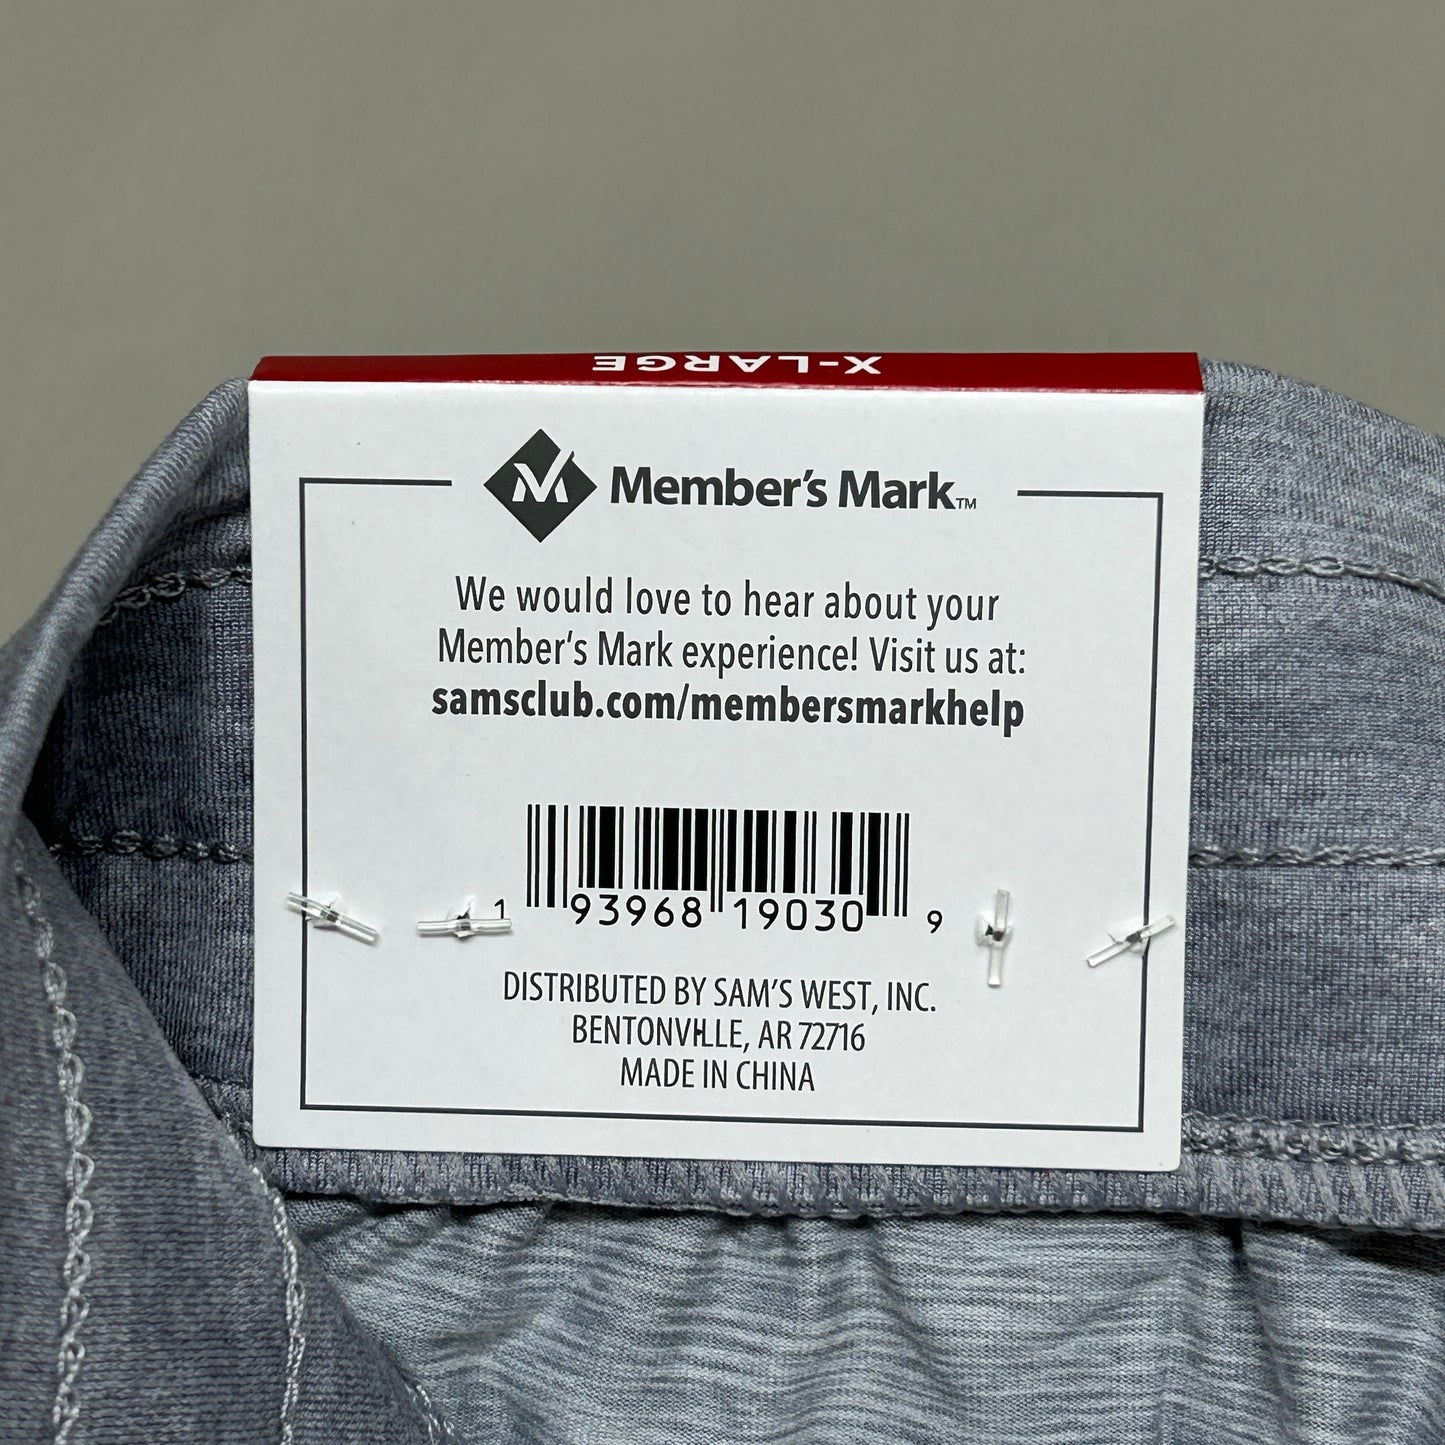 X-LARGE
Member's Mark™
We would love to hear about your
Member's Mark experience! Visit us at:
samsclub.com/membersmarkhelp
1 93968 19030 9
DISTRIBUTED BY SAM'S WEST, INC.
BENTONVILLE, AR 72716
MADE IN CHINA